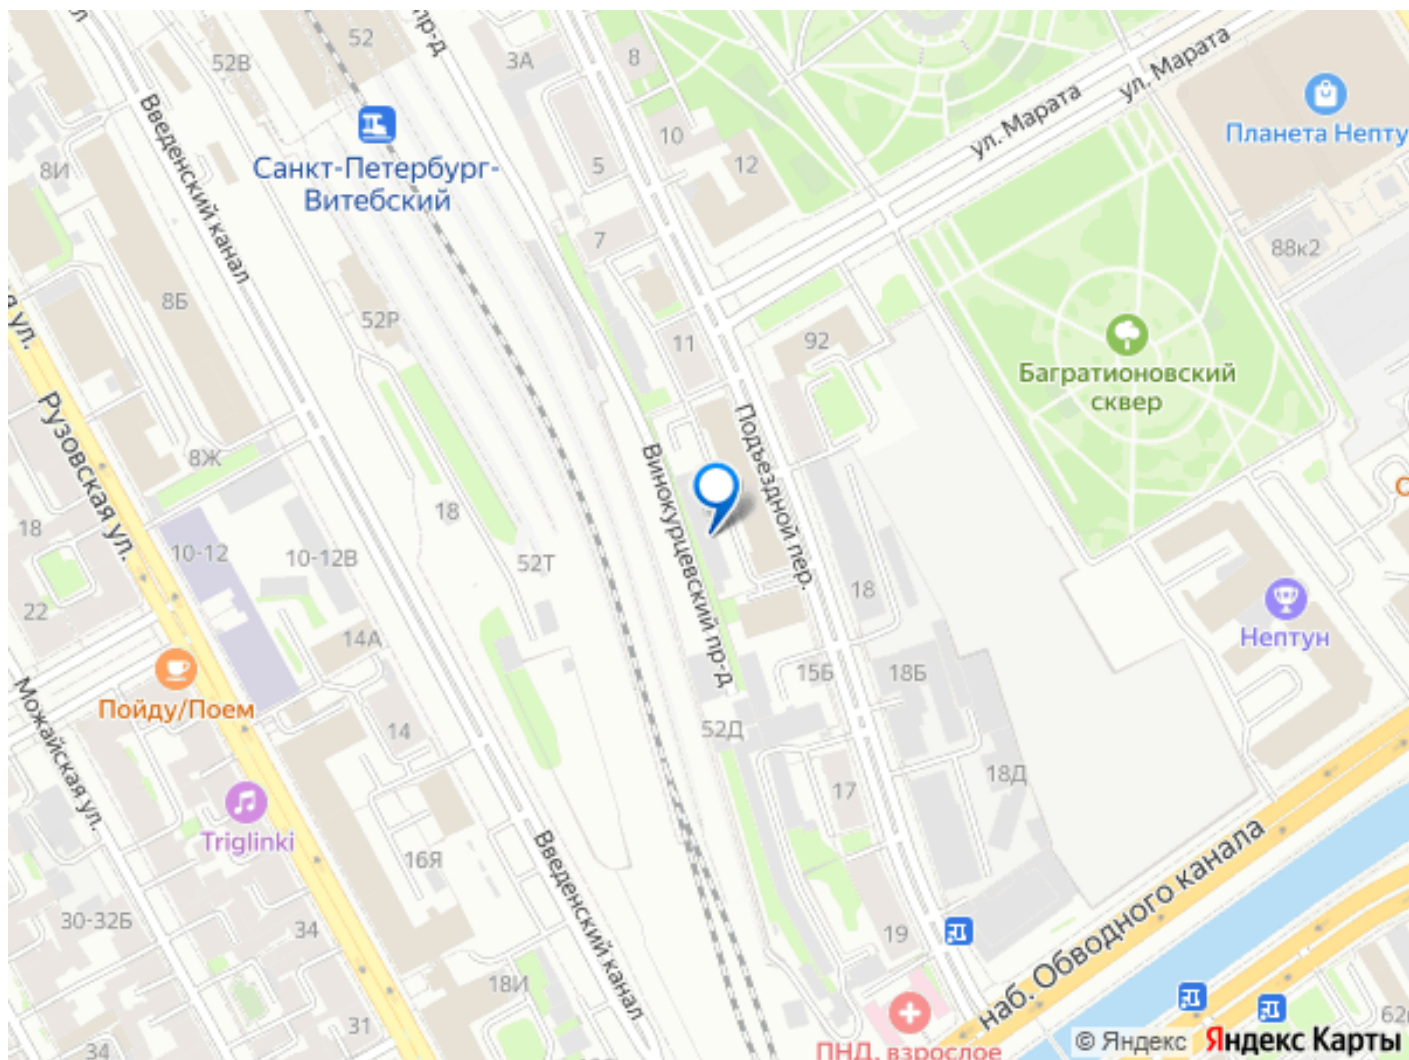 52
пр-д
3А
8
52В
ул. Марата
ул. Марата
Планета Непту
Введенский канал
Санкт-Петербург-
Витебский
10
12
5
8И
7
88к2
8Б
52Р
11
92
Багратионовский
сквер
я ул.
Рузовская ул.
Подъездной пер.
Винокурцевский пр-д
8Ж
18
18
10-12
10-12В
52Т
18
22
14А
Нептун
15Б
18Б
Пойду/Поем
Можайская ул.
14
52Д
18Д
17
Triglinki
16Я
Введенский канал
наб. Обводного канала
30-32Б
34
19
18И
31
34
62
ПНД, взрослое
© Яндекс Яндекс Карты